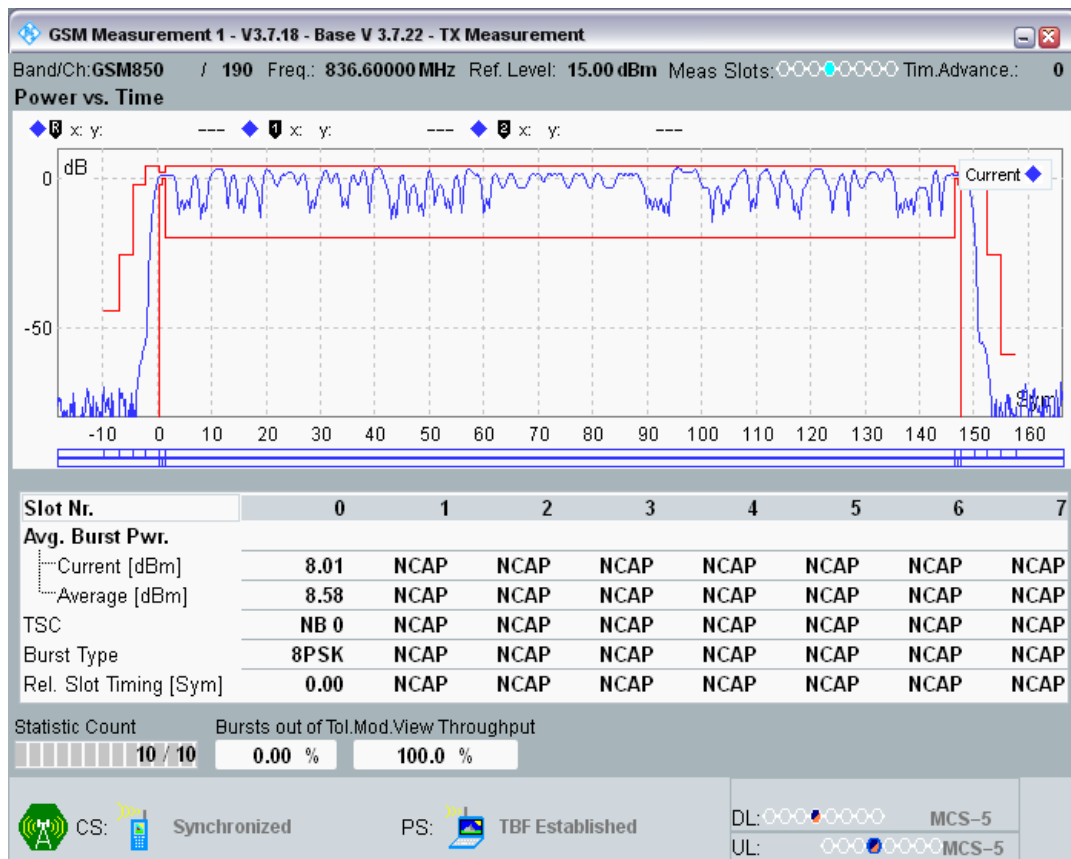 GSM Measurement 1 - V3.7.18 - Base V 3.7.22 - TX Measurement
Band/Ch:GSM850 / 190 Freq.: 836.60000 MHz Ref. Level: 15.00 dBm Meas Slots: Tim.Advance.: 0
Power vs. Time
R x: y: --- 1 x: y: --- 2 x: y: ---
dB
Current
0
-50
Sym
-10 0 10 20 30 40 50 60 70 80 90 100 110 120 130 140 150 160
Slot Nr. 0 1 2 3 4 5 6 7
Avg. Burst Pwr.
Current [dBm] 8.01 NCAP NCAP NCAP NCAP NCAP NCAP NCAP
Average [dBm] 8.58 NCAP NCAP NCAP NCAP NCAP NCAP NCAP
TSC NB 0 NCAP NCAP NCAP NCAP NCAP NCAP NCAP
Burst Type 8PSK NCAP NCAP NCAP NCAP NCAP NCAP NCAP
Rel. Slot Timing [Sym] 0.00 NCAP NCAP NCAP NCAP NCAP NCAP NCAP
Statistic Count Bursts out of Tol.Mod.View Throughput
10 / 10 0.00 % 100.0 %
CS: Synchronized PS: TBF Established DL: MCS-5
UL: MCS-5